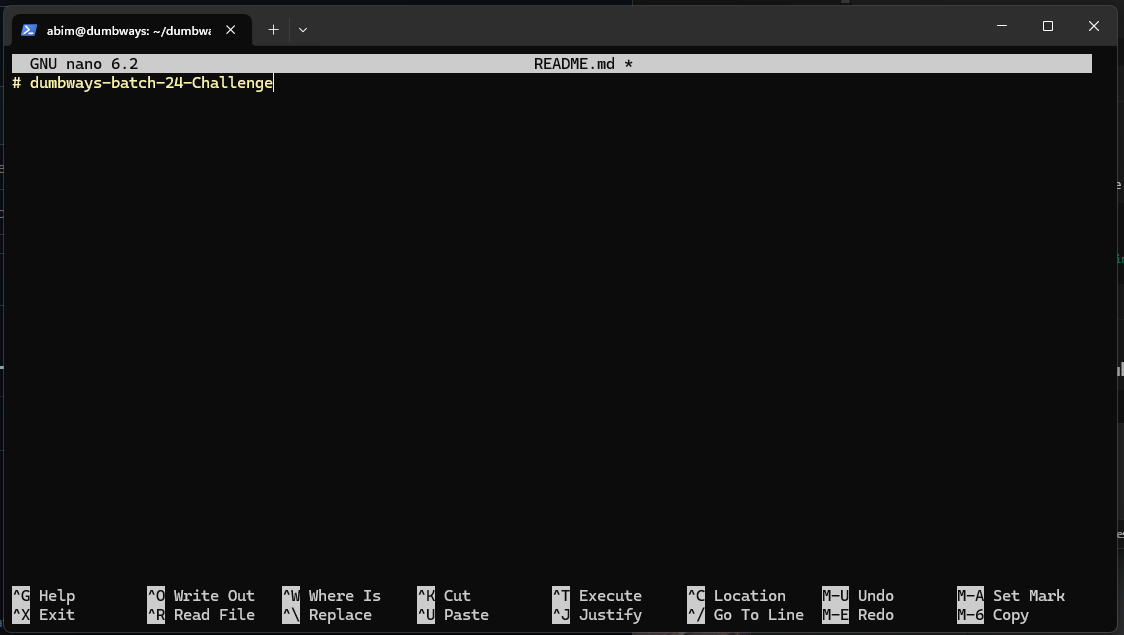 abim@dumbways: ~/dumbwa
GNU nano 6.2 README.md *
# dumbways-batch-24-Challenge
^G Help ^O Write Out ^W Where Is ^K Cut ^T Execute ^C Location M-U Undo M-A Set Mark
^X Exit ^R Read File ^\ Replace ^U Paste ^J Justify ^/ Go To Line M-E Redo M-6 Copy